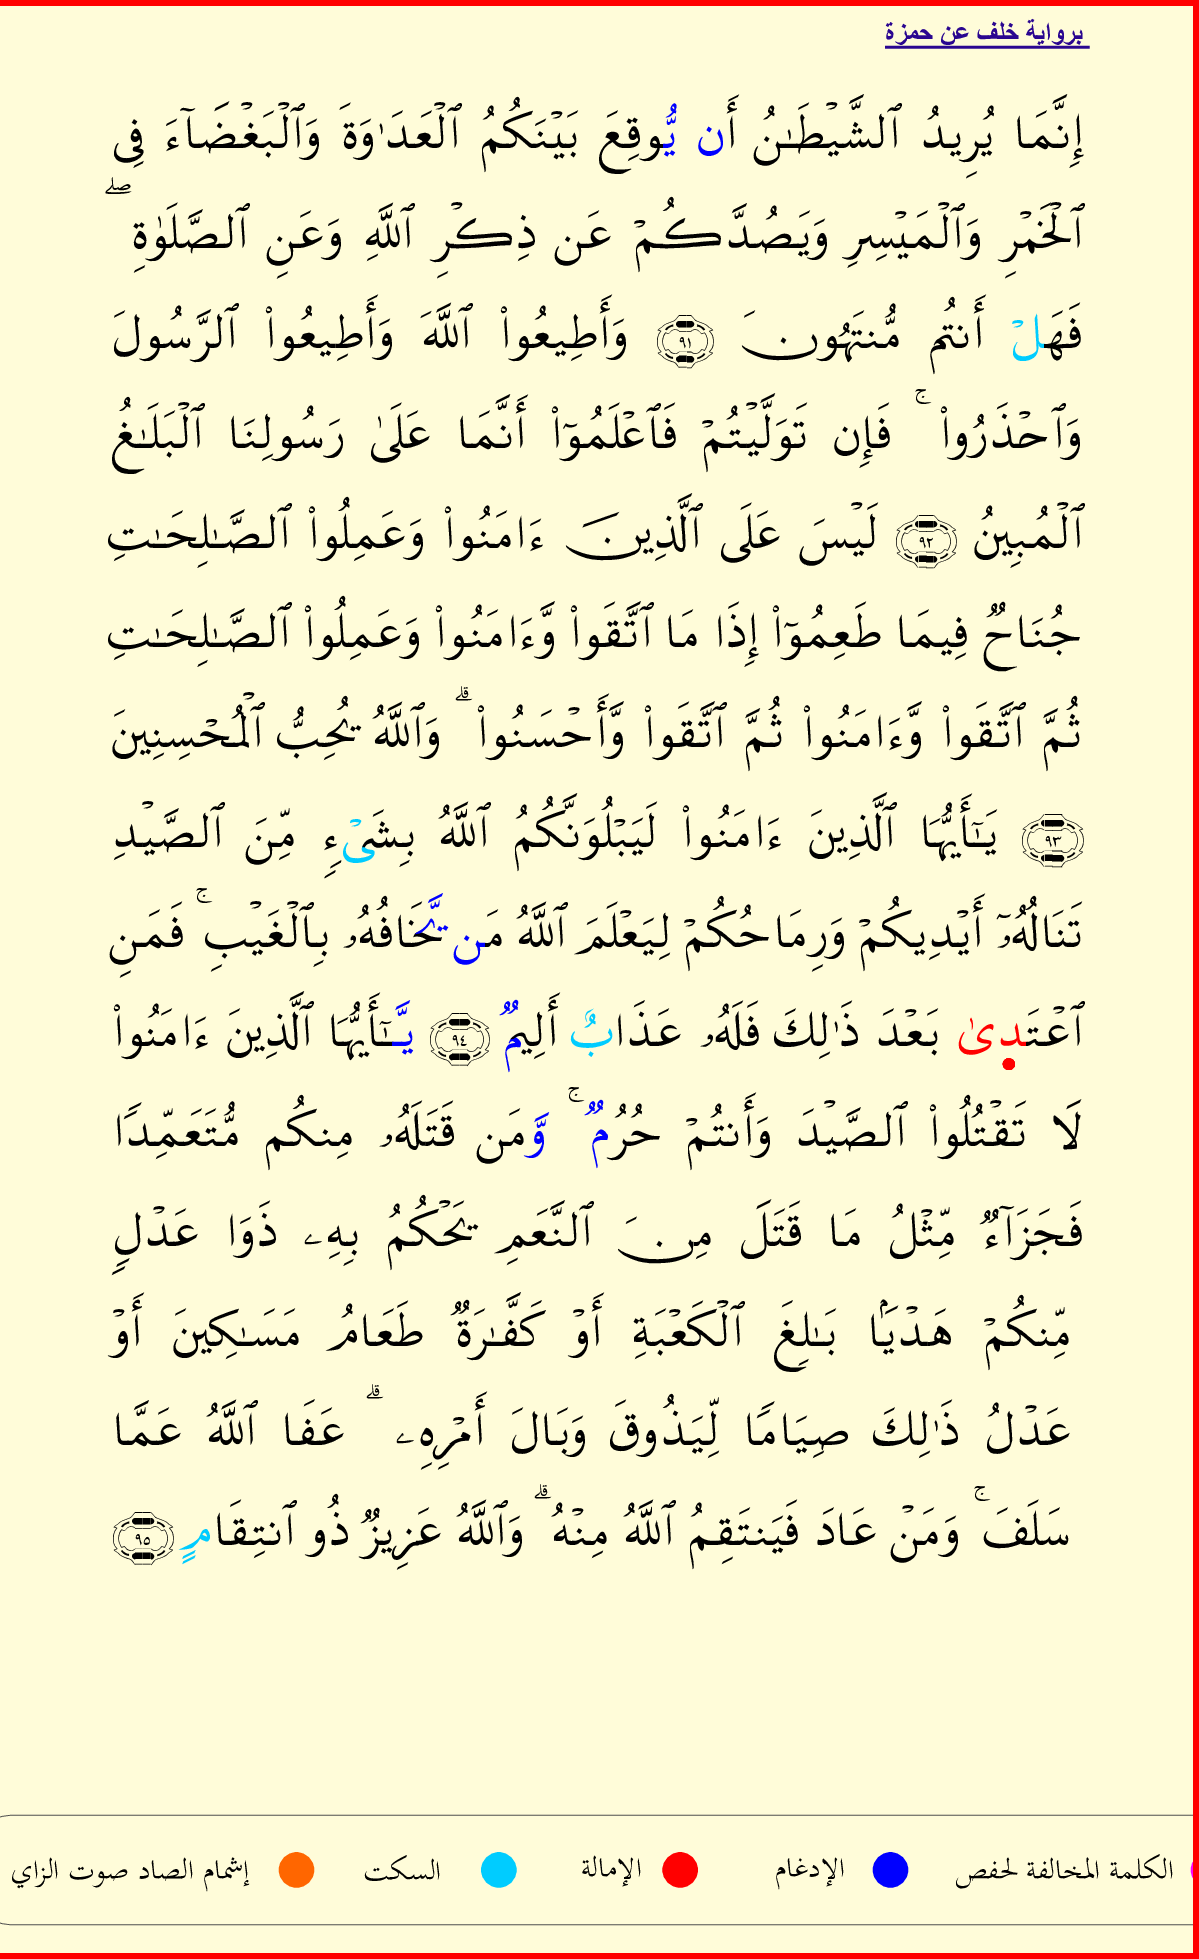 برواية خلف عن حمزة
إِنَّمَا يُرِيدُ ٱلشَّيْطَـٰنُ أَن يُّوقِعَ بَيْنَكُمُ ٱلْعَدَٰوَةَ وَٱلْبَغْضَآءَ فِى
ٱلْخَمْرِ وَٱلْمَيْسِرِ وَيَصُدَّكُمْ عَن ذِكْرِ ٱللَّهِ وَعَنِ ٱلصَّلَوٰةِ ۖ
فَهَلْ أَنتُم مُّنتَهُونَ ٩١ وَأَطِيعُوا۟ ٱللَّهَ وَأَطِيعُوا۟ ٱلرَّسُولَ
وَٱحْذَرُوا۟ ۚ فَإِن تَوَلَّيْتُمْ فَٱعْلَمُوٓا۟ أَنَّمَا عَلَىٰ رَسُولِنَا ٱلْبَلَـٰغُ
ٱلْمُبِينُ ٩٢ لَيْسَ عَلَى ٱلَّذِينَ ءَامَنُوا۟ وَعَمِلُوا۟ ٱلصَّـٰلِحَـٰتِ
جُنَاحٌ فِيمَا طَعِمُوٓا۟ إِذَا مَا ٱتَّقَوا۟ وَّءَامَنُوا۟ وَعَمِلُوا۟ ٱلصَّـٰلِحَـٰتِ
ثُمَّ ٱتَّقَوا۟ وَّءَامَنُوا۟ ثُمَّ ٱتَّقَوا۟ وَّأَحْسَنُوا۟ ۗ وَٱللَّهُ يُحِبُّ ٱلْمُحْسِنِينَ
٩٣ يَـٰٓأَيُّهَا ٱلَّذِينَ ءَامَنُوا۟ لَيَبْلُوَنَّكُمُ ٱللَّهُ بِشَىْءٍ مِّنَ ٱلصَّيْدِ
تَنَالُهُۥٓ أَيْدِيكُمْ وَرِمَاحُكُمْ لِيَعْلَمَ ٱللَّهُ مَن يَّخَافُهُۥ بِٱلْغَيْبِ ۚ فَمَنِ
ٱعْتَدِىٰ بَعْدَ ذَٰلِكَ فَلَهُۥ عَذَابٌ أَلِيمٌ ٩٤ يَّـٰٓأَيُّهَا ٱلَّذِينَ ءَامَنُوا۟
لَا تَقْتُلُوا۟ ٱلصَّيْدَ وَأَنتُمْ حُرُمٌ ۚ وَّمَن قَتَلَهُۥ مِنكُم مُّتَعَمِّدًا
فَجَزَآءٌ مِّثْلُ مَا قَتَلَ مِنَ ٱلنَّعَمِ يَحْكُمُ بِهِۦ ذَوَا عَدْلٍ
مِّنكُمْ هَدْيًۢا بَـٰلِغَ ٱلْكَعْبَةِ أَوْ كَفَّـٰرَةٌ طَعَامُ مَسَـٰكِينَ أَوْ
عَدْلُ ذَٰلِكَ صِيَامًا لِّيَذُوقَ وَبَالَ أَمْرِهِۦ ۗ عَفَا ٱللَّهُ عَمَّا
سَلَفَ ۚ وَمَنْ عَادَ فَيَنتَقِمُ ٱللَّهُ مِنْهُ ۗ وَٱللَّهُ عَزِيزٌ ذُو ٱنتِقَامٍ ٩٥
الكلمة المخالفة لحفص الإدغام الإمالة السكت إشمام الصاد صوت الزاي